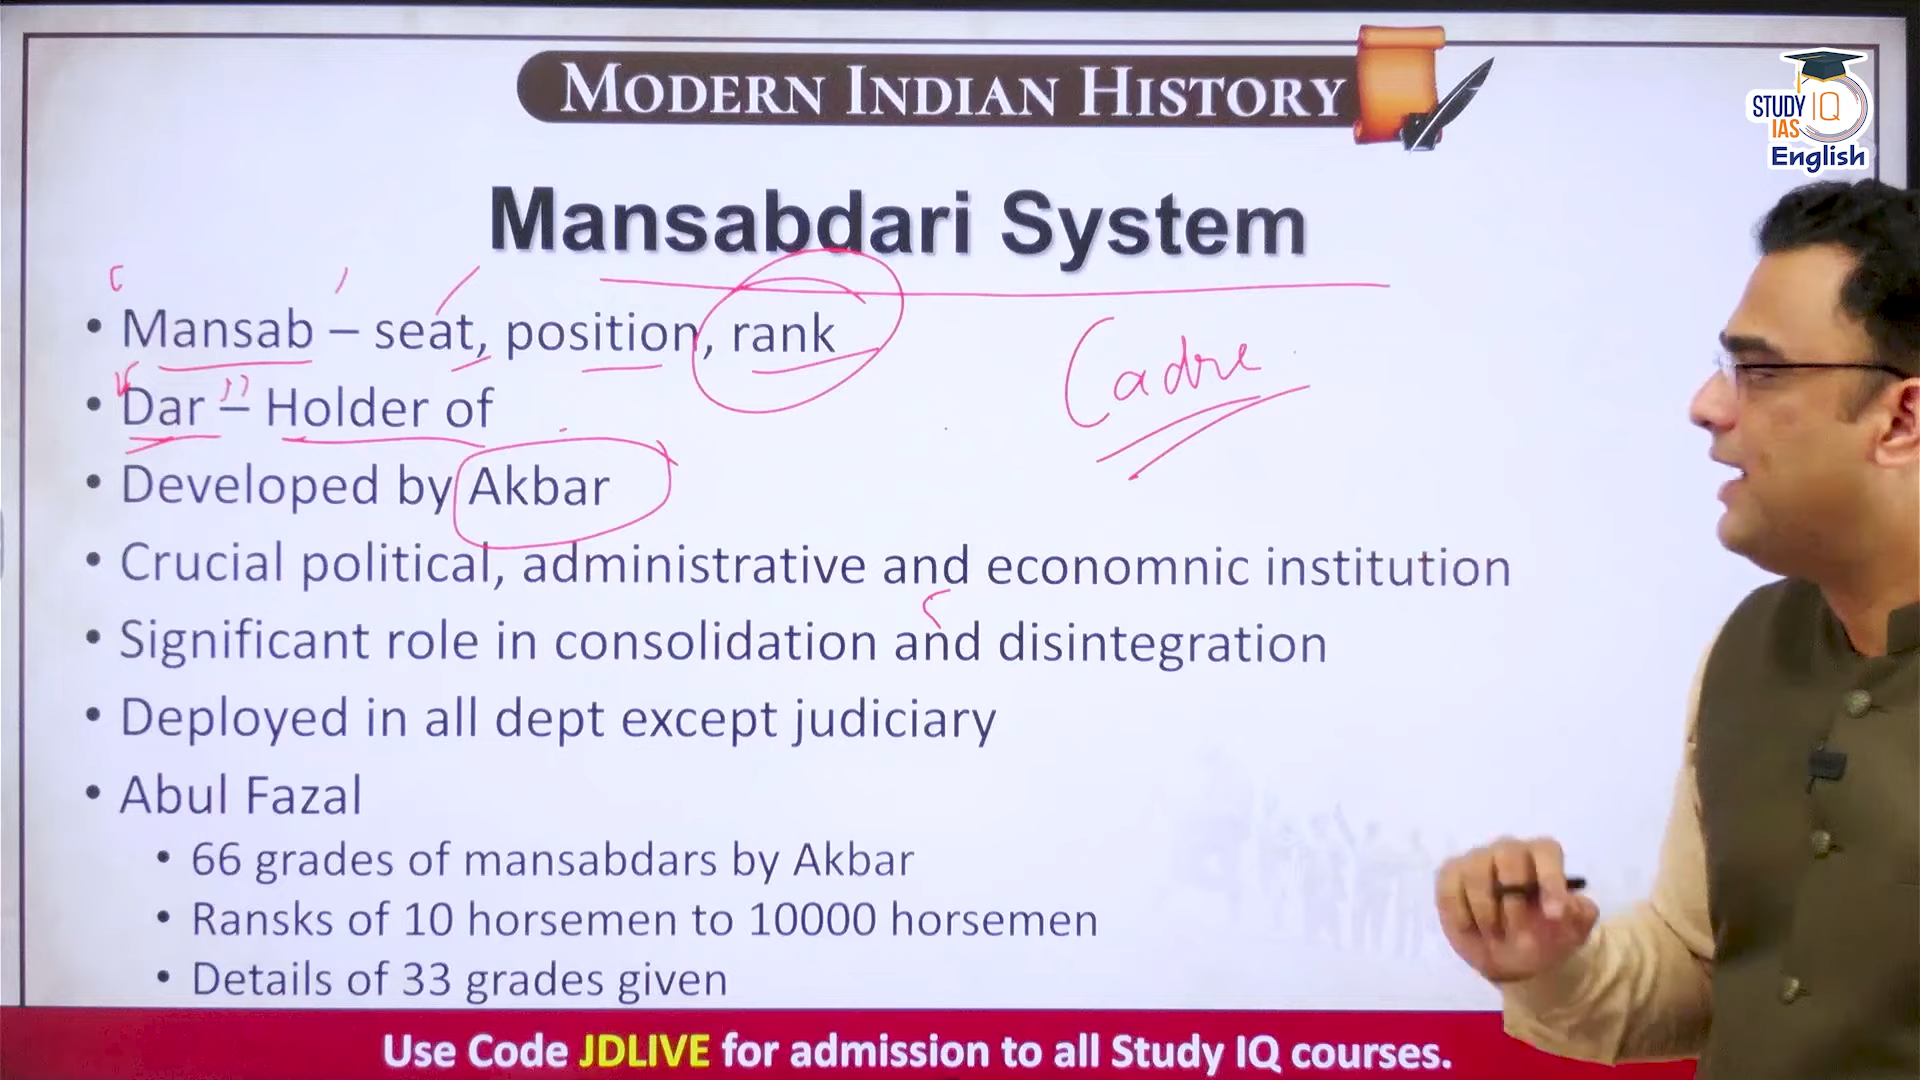 MODERN INDIAN HISTORY
STUDY IQ
IAS
English
Mansabdari System
• Mansab – seat, position, rank
Cadre
• Dar – Holder of
• Developed by Akbar
• Crucial political, administrative and economnic institution
• Significant role in consolidation and disintegration
• Deployed in all dept except judiciary
• Abul Fazal
• 66 grades of mansabdars by Akbar
• Ransks of 10 horsemen to 10000 horsemen
• Details of 33 grades given
Use Code JDLIVE for admission to all Study IQ courses.